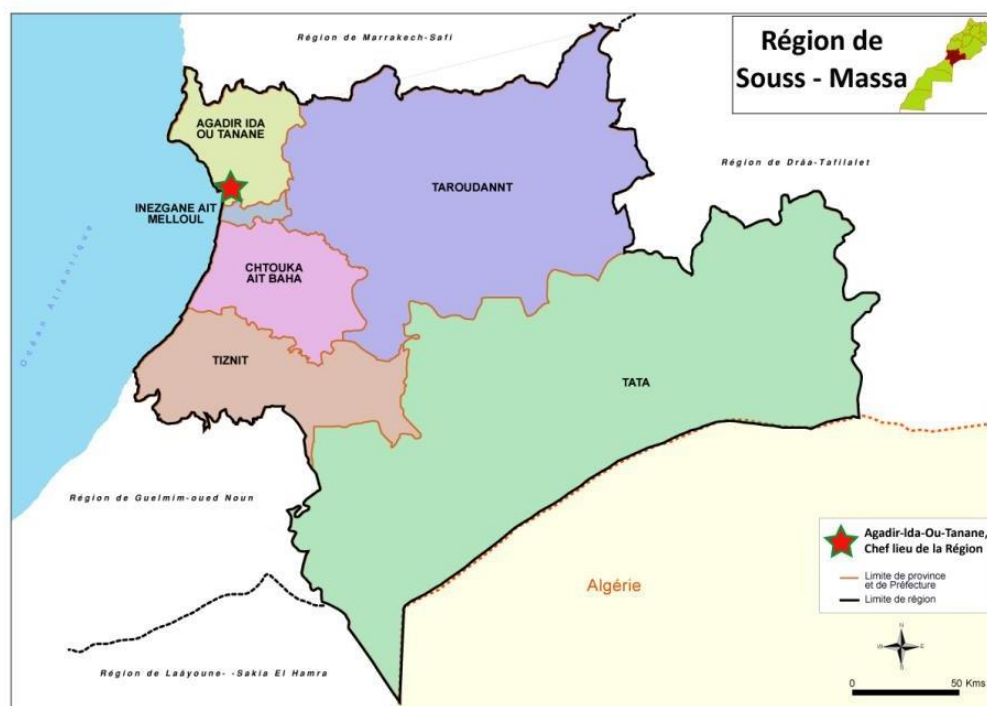 Région de Marrakech-Safi
Région de
Souss - Massa
AGADIR IDA
OU TANANE
TAROUDANNT
Région de Drâa-Tafilalet
INEZGANE AIT
MELLOUL
CHTOUKA
AIT BAHA
Océan Atlantique
TIZNIT
TATA
Région de Guelmim-oued Noun
Agadir-Ida-Ou-Tanane,
Chef lieu de la Région
Limite de province
et de Préfecture
Limite de région
Algérie
N
W
E
S
Région de Laâyoune- -Sakia El Hamra
0
50 Kms